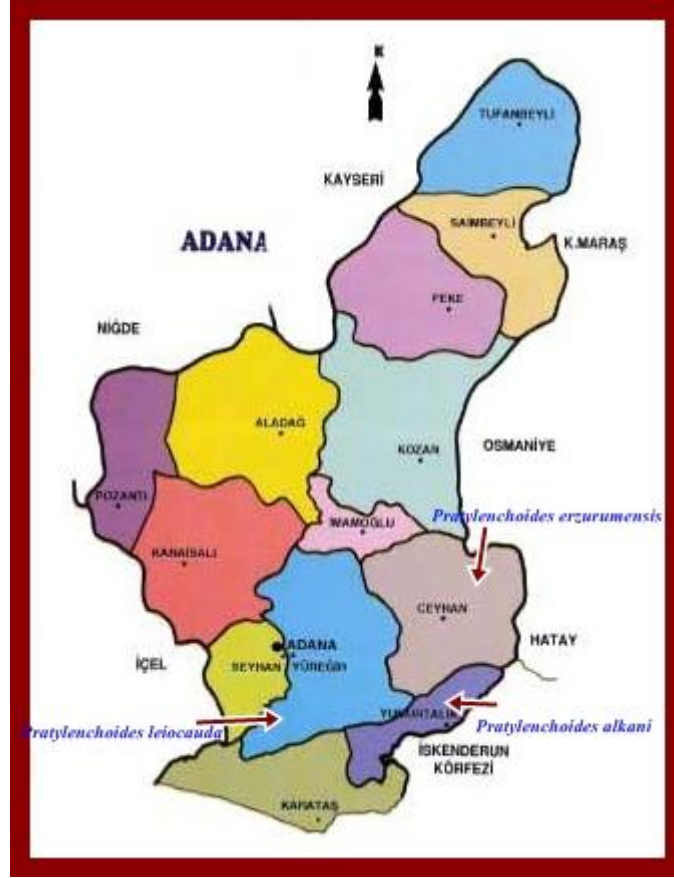 K
TUFANBEYLİ
KAYSERİ
SAİMBEYLİ
ADANA
K.MARAŞ
FEKE
NİĞDE
ALADAĞ
KOZAN
OSMANİYE
POZANTI
Pratylenchoides erzurumensis
İMAMOĞLU
KARAİSALI
CEYHAN
ADANA
HATAY
İÇEL
SEYHAN YÜREĞİR
YUMURTALIK
Pratylenchoides leiocauda
Pratylenchoides alkani
İSKENDERUN
KÖRFEZİ
KARATAŞ